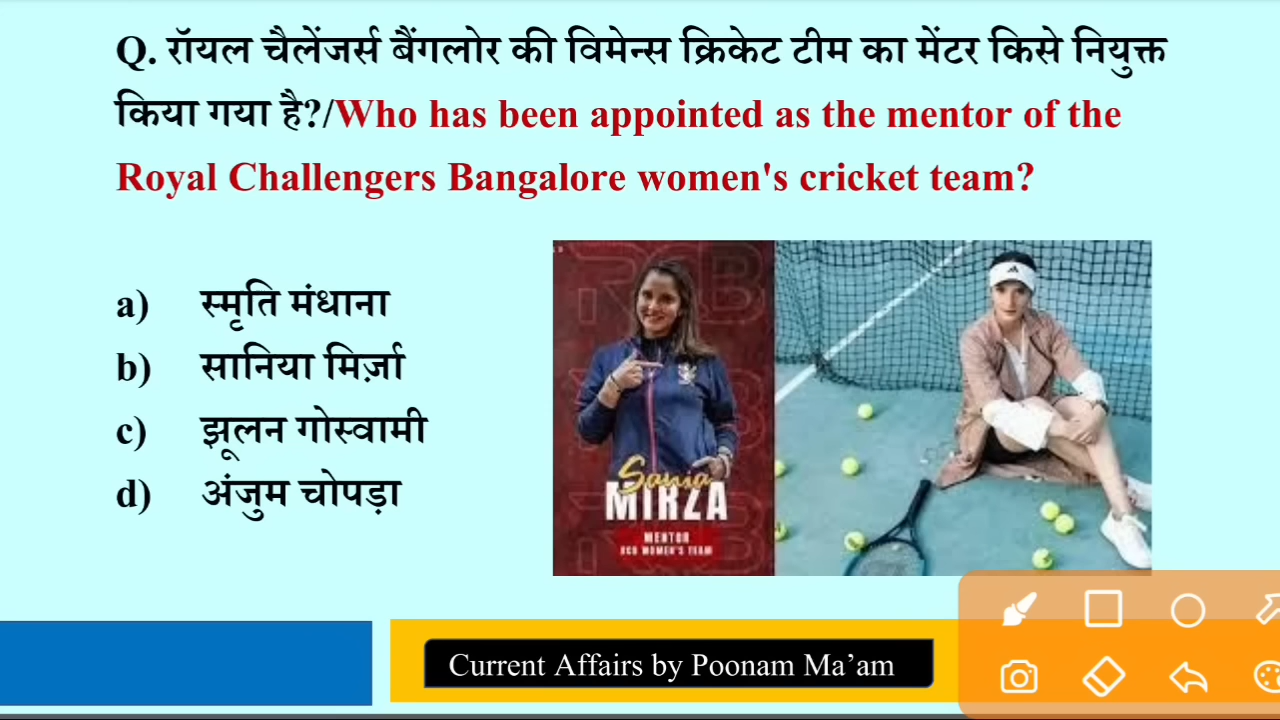 Q. रॉयल चैलेंजर्स बैंगलोर की विमेन्स क्रिकेट टीम का मेंटर किसे नियुक्त
किया गया है?/Who has been appointed as the mentor of the
Royal Challengers Bangalore women's cricket team?
a) स्मृति मंधाना
b) सानिया मिर्ज़ा
c) झूलन गोस्वामी
d) अंजुम चोपड़ा
RCB
Sania
MIRZA
MENTOR
RCB WOMEN'S TEAM
Current Affairs by Poonam Ma’am